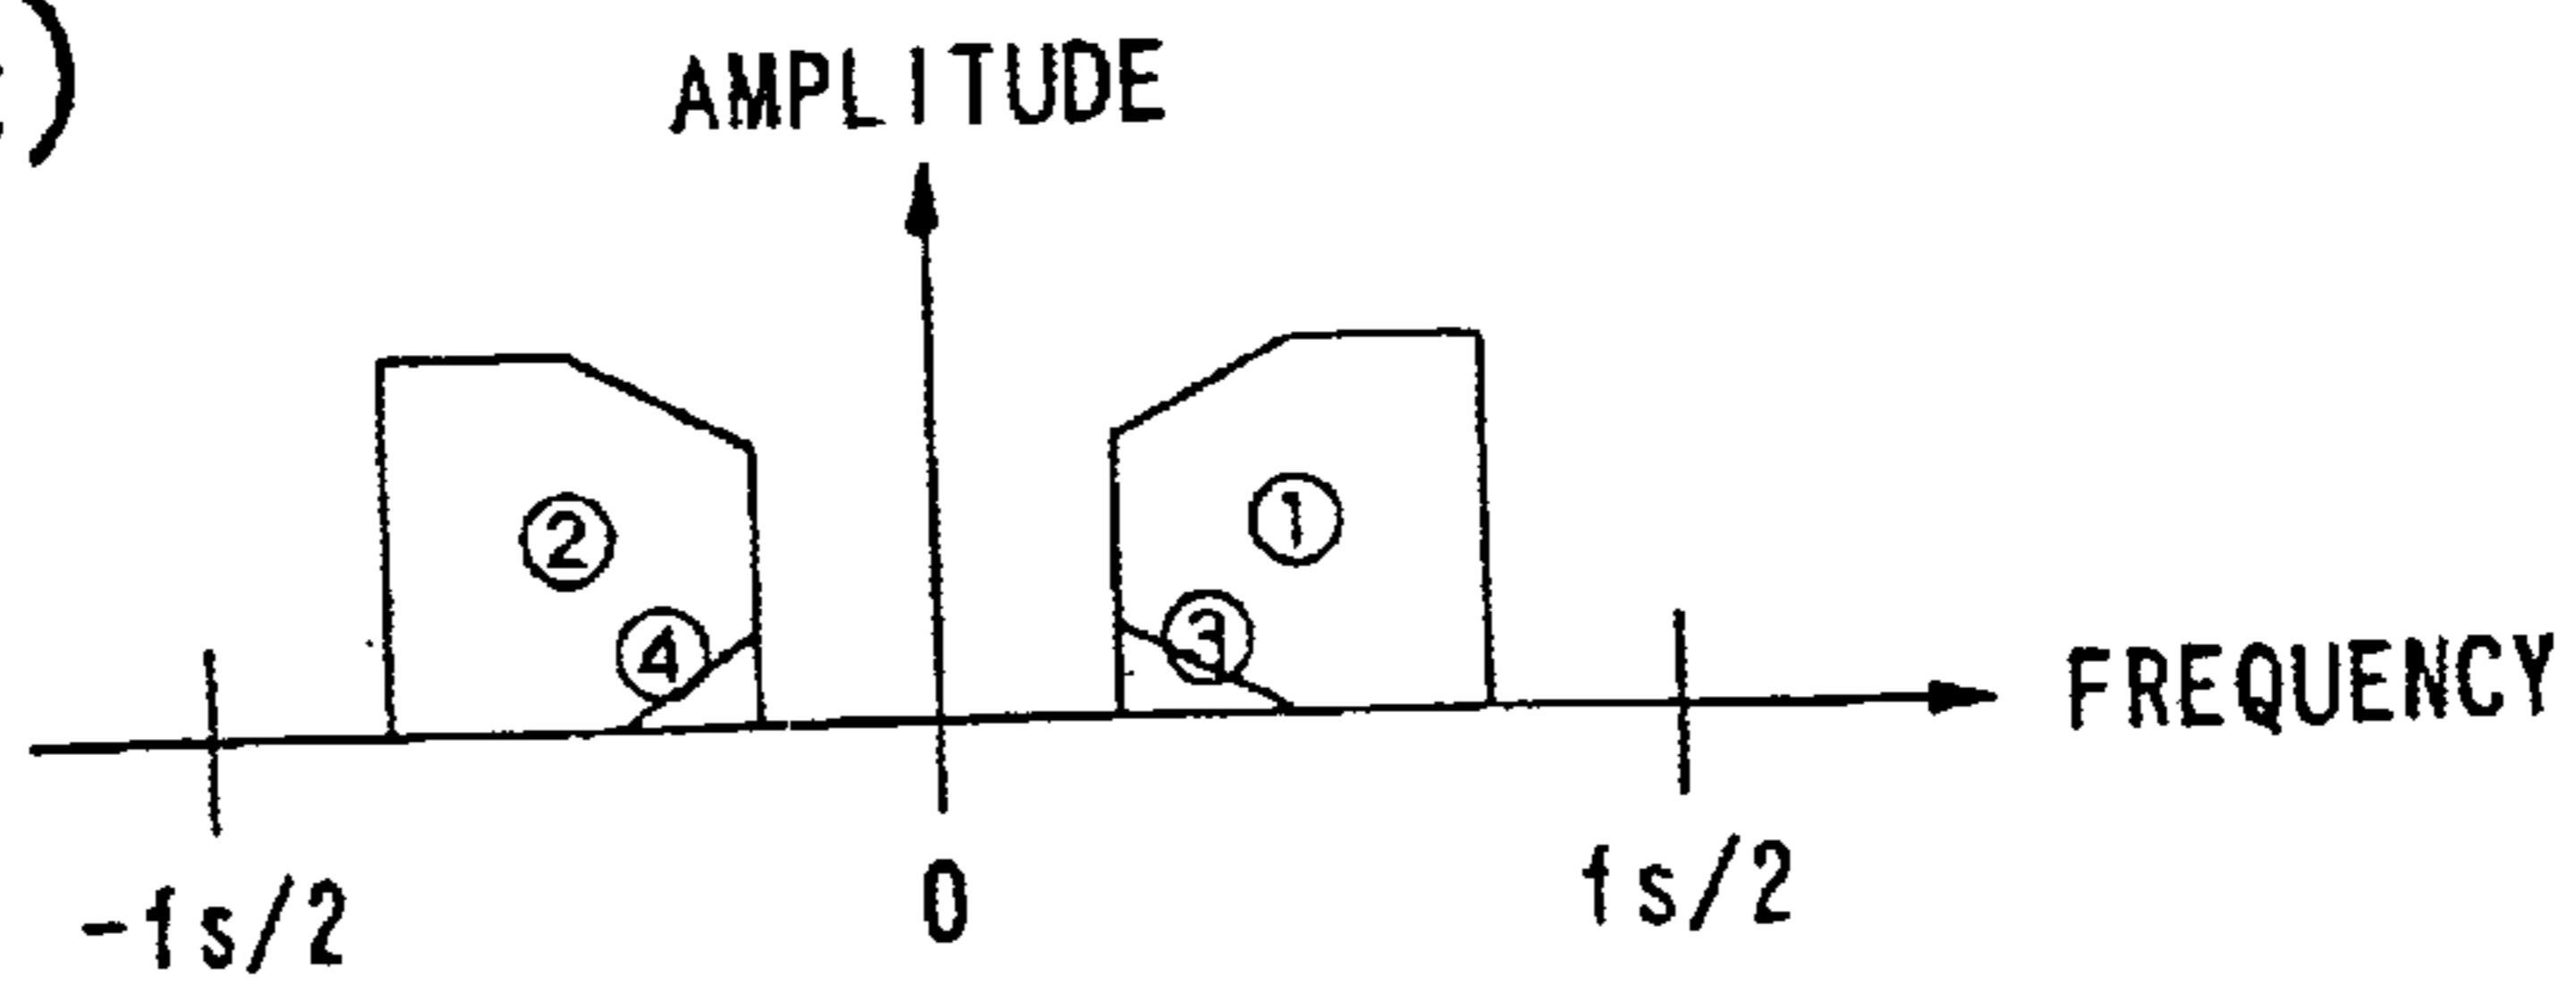 )
AMPLITUDE
② ①
④ ③
FREQUENCY
-fs/2 0 fs/2